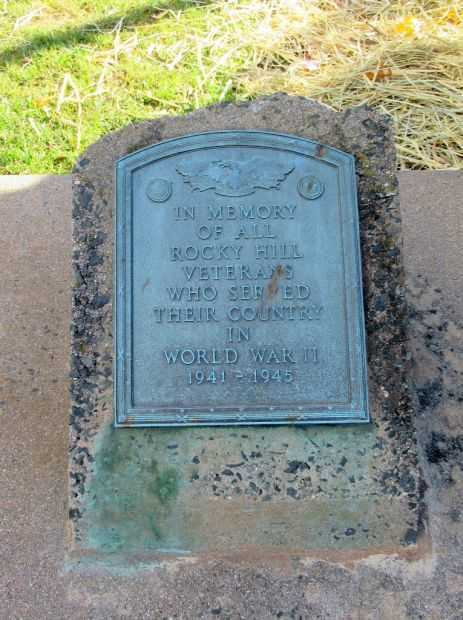 IN MEMORY
OF ALL
ROCKY HILL
VETERANS
WHO SERVED
THEIR COUNTRY
IN
WORLD WAR II
1941 - 1945